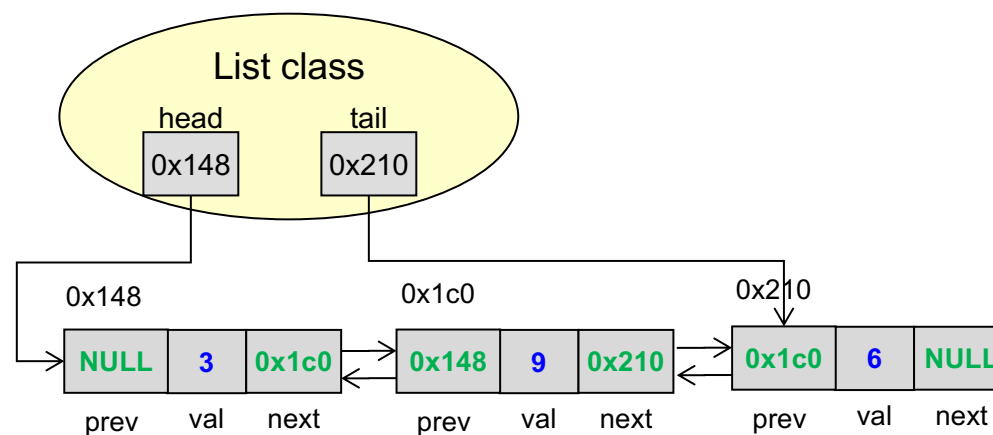 List class
head tail
0x148 0x210
0x148 0x1c0 0x210
NULL 3 0x1c0 0x148 9 0x210 0x1c0 6 NULL
prev val next prev val next prev val next